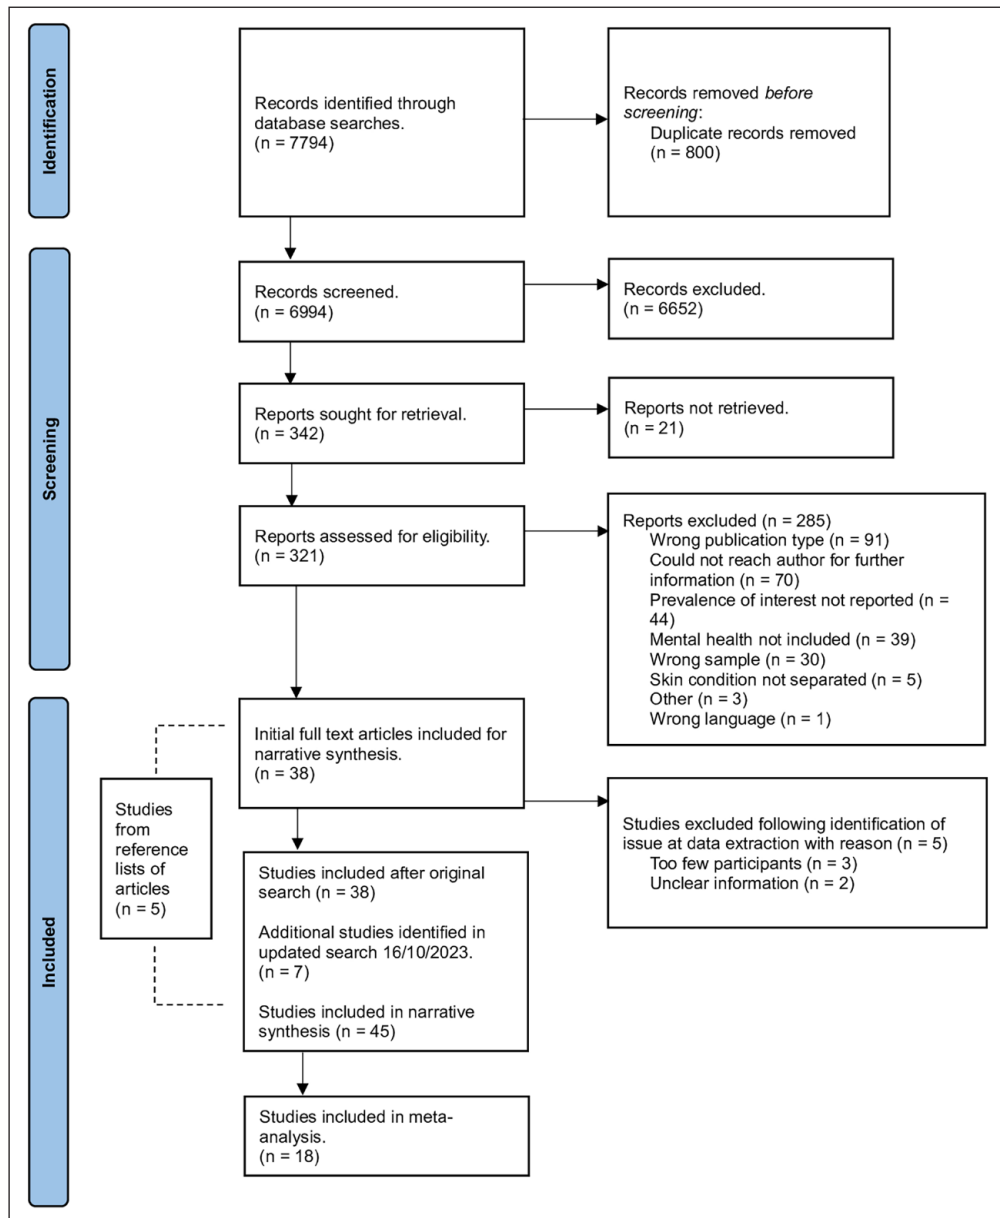 Identification
Records identified through
database searches.
(n = 7794)
Records removed before
screening:
Duplicate records removed
(n = 800)
Screening
Records screened.
(n = 6994)
Records excluded.
(n = 6652)
Reports sought for retrieval.
(n = 342)
Reports not retrieved.
(n = 21)
Reports assessed for eligibility.
(n = 321)
Reports excluded (n = 285)
Wrong publication type (n = 91)
Could not reach author for further
information (n = 70)
Prevalence of interest not reported (n =
44)
Mental health not included (n = 39)
Wrong sample (n = 30)
Skin condition not separated (n = 5)
Other (n = 3)
Wrong language (n = 1)
Included
Initial full text articles included for
narrative synthesis.
(n = 38)
Studies
from
reference
lists of
articles
(n = 5)
Studies excluded following identification of
issue at data extraction with reason (n = 5)
Too few participants (n = 3)
Unclear information (n = 2)
Studies included after original
search (n = 38)
Additional studies identified in
updated search 16/10/2023.
(n = 7)
Studies included in narrative
synthesis (n = 45)
Studies included in meta-
analysis.
(n = 18)